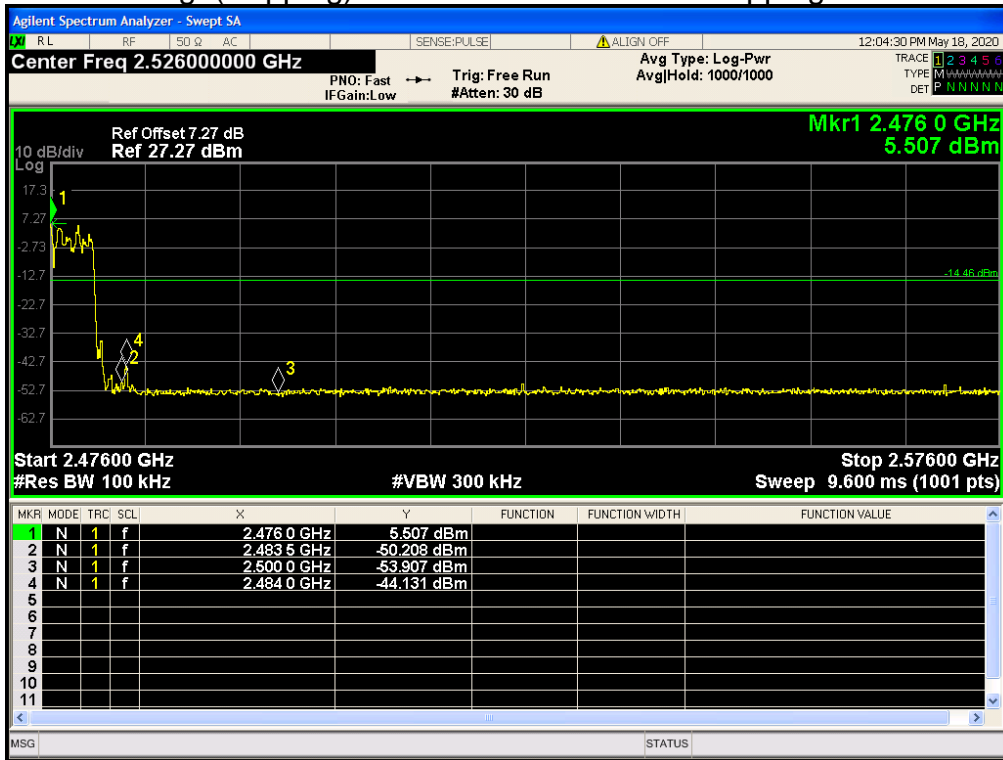 Agilent Spectrum Analyzer - Swept SA
LXI RL RF 50 Ω AC SENSE:PULSE ALIGN OFF 12:04:30 PM May 18, 2020
Center Freq 2.526000000 GHz
PNO: Fast
IFGain:Low
Trig: Free Run
#Atten: 30 dB
Avg Type: Log-Pwr
Avg|Hold: 1000/1000
TRACE 1 2 3 4 5 6
TYPE M
DET P N N N N N
Ref Offset 7.27 dB
10 dB/div Ref 27.27 dBm
Log
Mkr1 2.476 0 GHz
5.507 dBm
17.3
7.27
-2.73
-12.7
-22.7
-32.7
-42.7
-52.7
-62.7
1
4
2
3
-14.46 dBm
Start 2.47600 GHz Stop 2.57600 GHz
#Res BW 100 kHz #VBW 300 kHz Sweep 9.600 ms (1001 pts)
MKR MODE TRC SCL X Y FUNCTION FUNCTION WIDTH FUNCTION VALUE
1 N 1 f 2.476 0 GHz 5.507 dBm
2 N 1 f 2.483 5 GHz -50.208 dBm
3 N 1 f 2.500 0 GHz -53.907 dBm
4 N 1 f 2.484 0 GHz -44.131 dBm
5
6
7
8
9
10
11
MSG STATUS